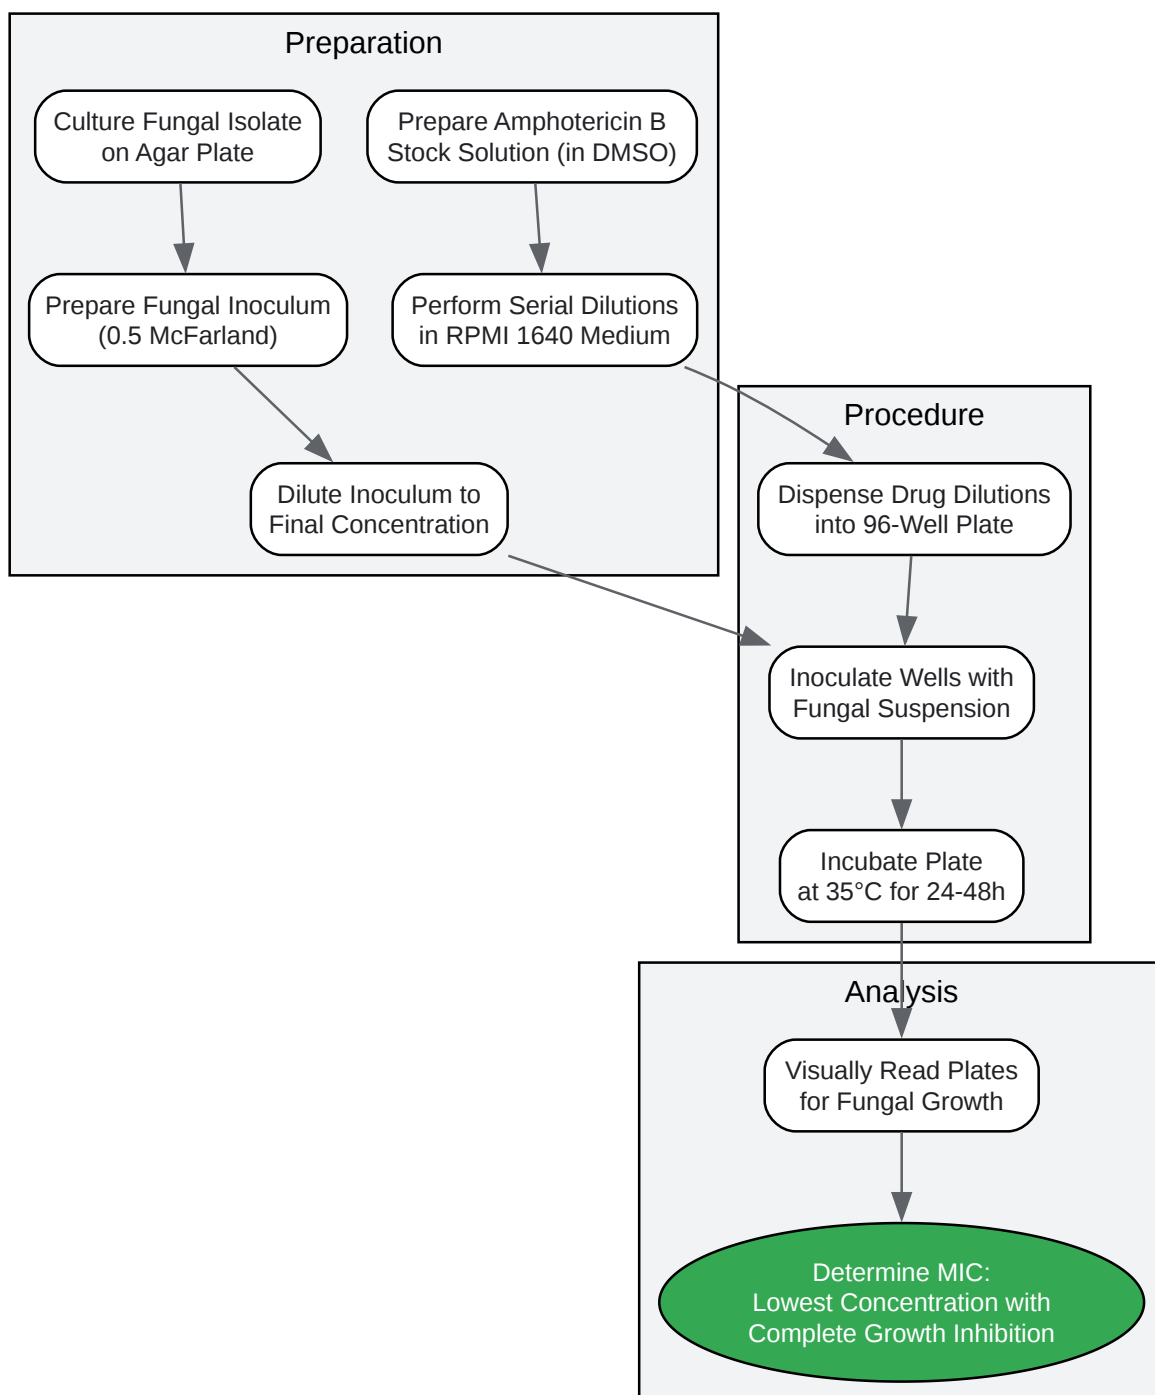 Preparation
Culture Fungal Isolate
on Agar Plate
Prepare Amphotericin B
Stock Solution (in DMSO)
Prepare Fungal Inoculum
(0.5 McFarland)
Perform Serial Dilutions
in RPMI 1640 Medium
Dilute Inoculum to
Final Concentration
Procedure
Dispense Drug Dilutions
into 96-Well Plate
Inoculate Wells with
Fungal Suspension
Incubate Plate
at 35°C for 24-48h
Analysis
Visually Read Plates
for Fungal Growth
Determine MIC:
Lowest Concentration with
Complete Growth Inhibition